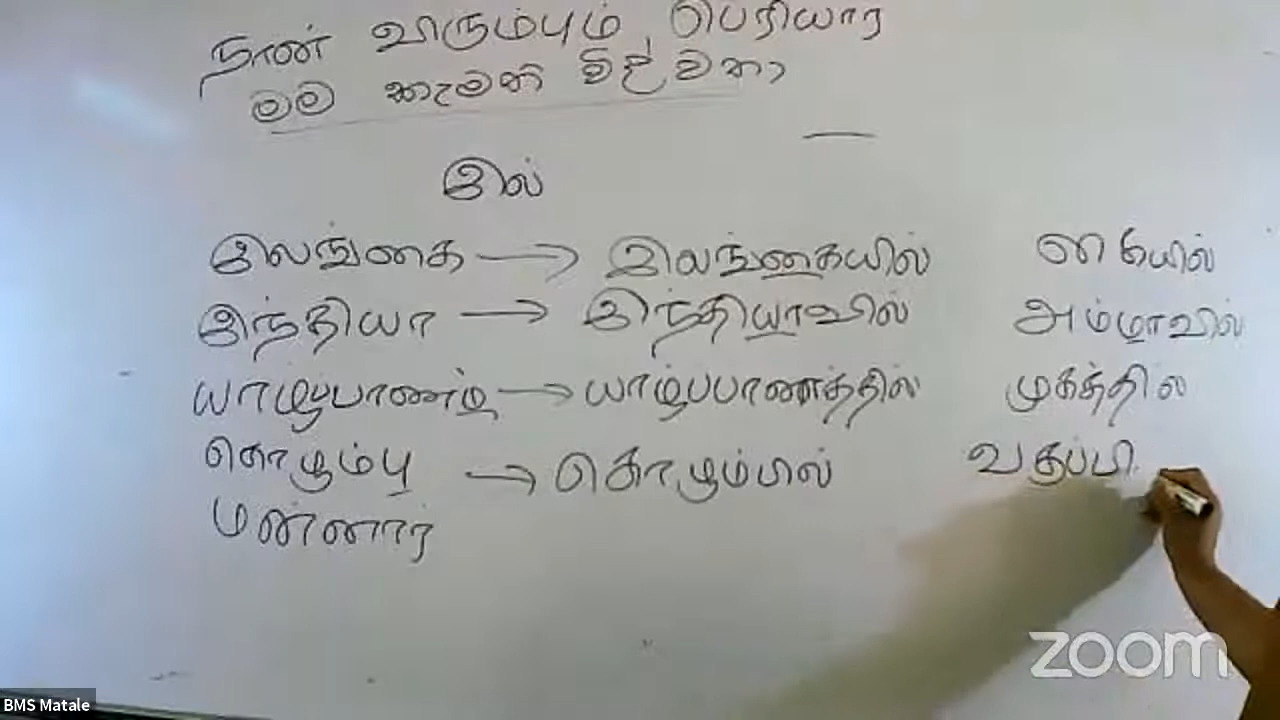 நான் விரும்பும் பெரியார்
මම කැමති විද්වතා
இல்
இலங்கை → இலங்கையில் கையில்
இந்தியா → இந்தியாவில் அம்மாவில்
யாழ்ப்பாணம் → யாழ்ப்பாணத்தில் முகத்தில்
கொழும்பு → கொழும்பில் வகுப்பி
மன்னார்
zoom
BMS Matale